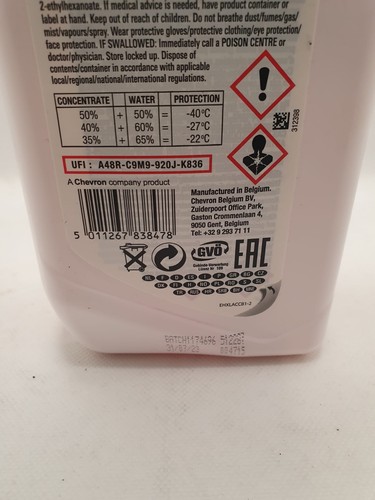 2-ethylhexanoate. If medical advice is needed, have product container or
label at hand. Keep out of reach of children. Do not breathe dust/fumes/gas/
mist/vapours/spray. Wear protective gloves/protective clothing/eye protection/
face protection. IF SWALLOWED: Immediately call a POISON CENTRE or
doctor/physician. Store locked up. Dispose of
contents/container in accordance with applicable
local/regional/national/international regulations.
CONCENTRATE WATER PROTECTION
50% + 50% = -40°C
40% + 60% = -27°C
35% + 65% = -22°C
312398
UFI : A48R-C9M9-920J-K836
A Chevron company product
Manufactured in Belgium.
Chevron Belgium BV,
Zuiderpoort Office Park,
Gaston Crommenlaan 4,
9050 Gent, Belgium
Tel: +32 9 293 71 11
5 011267 838478
GVÖ
EAC
EHXLACCB1-2
BATCH1174696